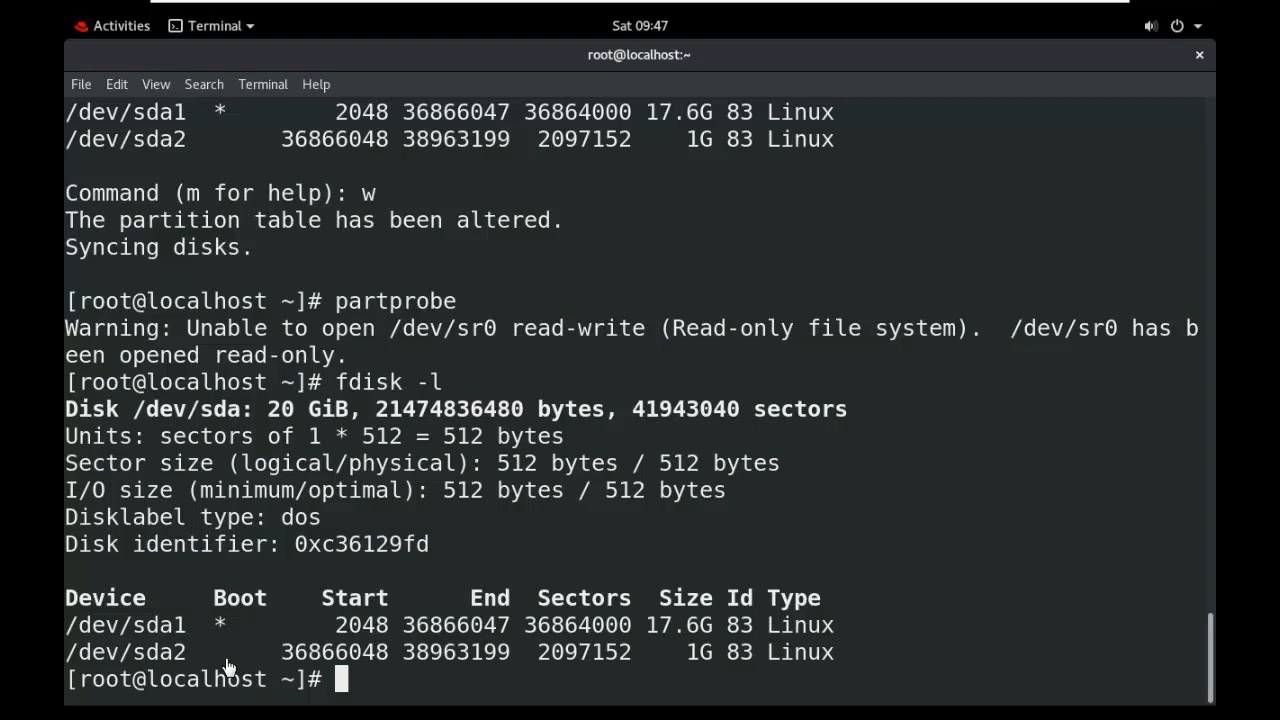 Activities Terminal Sat 09:47
root@localhost:~ ×
File Edit View Search Terminal Help
/dev/sda1 * 2048 36866047 36864000 17.6G 83 Linux
/dev/sda2 36866048 38963199 2097152 1G 83 Linux
Command (m for help): w
The partition table has been altered.
Syncing disks.
[root@localhost ~]# partprobe
Warning: Unable to open /dev/sr0 read-write (Read-only file system). /dev/sr0 has b
een opened read-only.
[root@localhost ~]# fdisk -l
Disk /dev/sda: 20 GiB, 21474836480 bytes, 41943040 sectors
Units: sectors of 1 * 512 = 512 bytes
Sector size (logical/physical): 512 bytes / 512 bytes
I/O size (minimum/optimal): 512 bytes / 512 bytes
Disklabel type: dos
Disk identifier: 0xc36129fd
Device Boot Start End Sectors Size Id Type
/dev/sda1 * 2048 36866047 36864000 17.6G 83 Linux
/dev/sda2 36866048 38963199 2097152 1G 83 Linux
[root@localhost ~]#